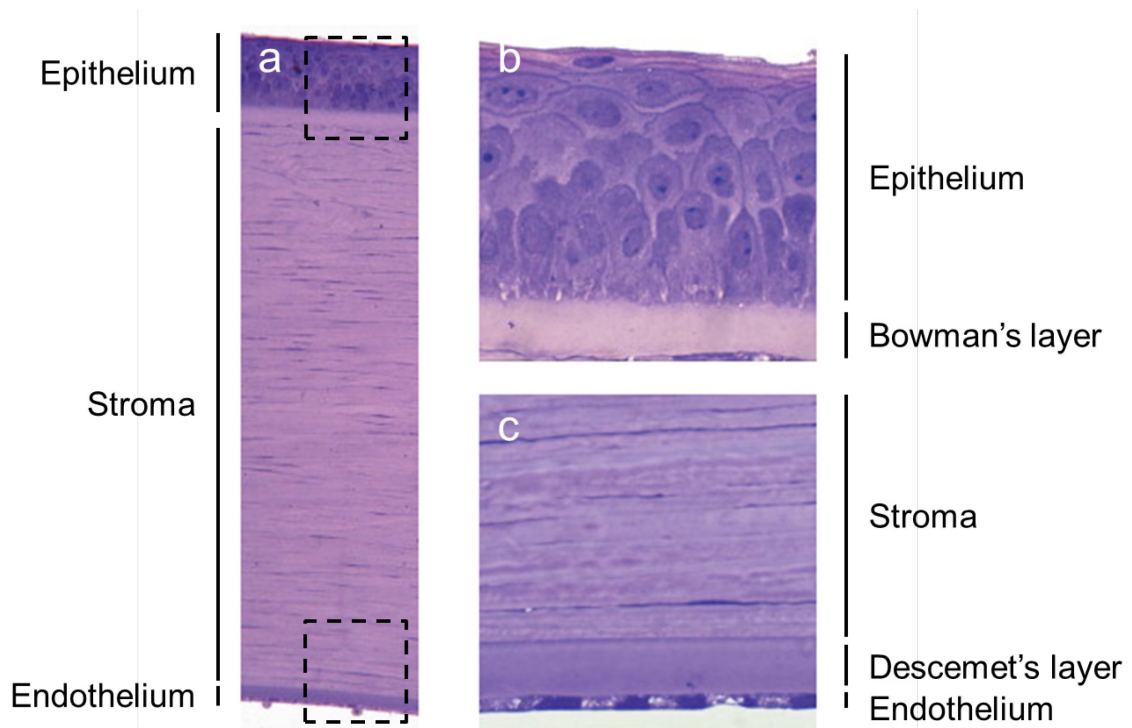 a
Epithelium
Stroma
Endothelium
b
Epithelium
Bowman’s layer
c
Stroma
Descemet’s layer
Endothelium